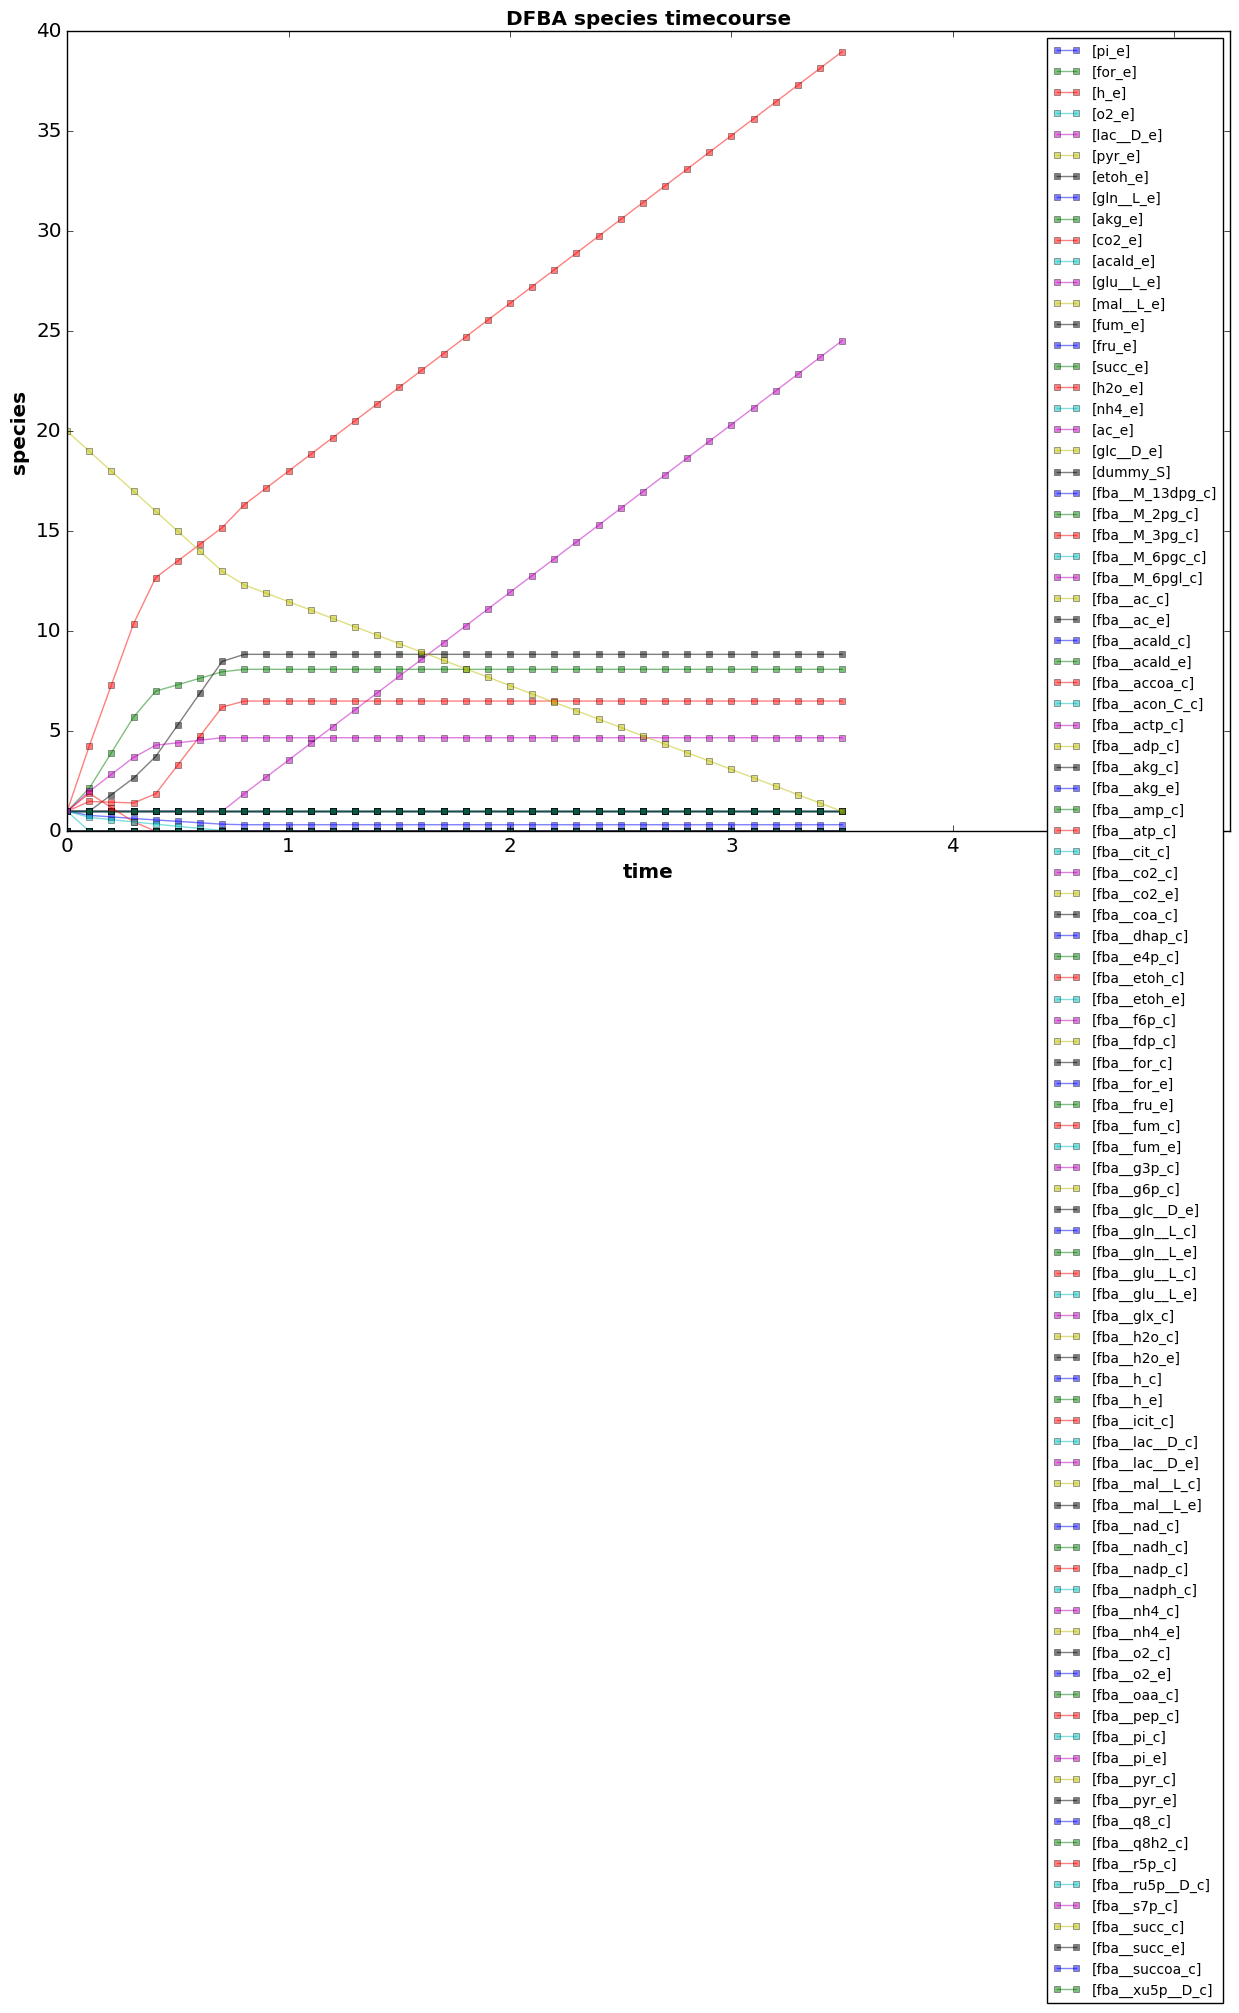 DFBA species timecourse
40
35
30
25
20
15
10
5
0
species
0
1
2
3
4
time
[pi_e]
[for_e]
[h_e]
[o2_e]
[lac__D_e]
[pyr_e]
[etoh_e]
[gln__L_e]
[akg_e]
[co2_e]
[acald_e]
[glu__L_e]
[mal__L_e]
[fum_e]
[fru_e]
[succ_e]
[h2o_e]
[nh4_e]
[ac_e]
[glc__D_e]
[dummy_S]
[fba__M_13dpg_c]
[fba__M_2pg_c]
[fba__M_3pg_c]
[fba__M_6pgc_c]
[fba__M_6pgl_c]
[fba__ac_c]
[fba__ac_e]
[fba__acald_c]
[fba__acald_e]
[fba__accoa_c]
[fba__acon_C_c]
[fba__actp_c]
[fba__adp_c]
[fba__akg_c]
[fba__akg_e]
[fba__amp_c]
[fba__atp_c]
[fba__cit_c]
[fba__co2_c]
[fba__co2_e]
[fba__coa_c]
[fba__dhap_c]
[fba__e4p_c]
[fba__etoh_c]
[fba__etoh_e]
[fba__f6p_c]
[fba__fdp_c]
[fba__for_c]
[fba__for_e]
[fba__fru_e]
[fba__fum_c]
[fba__fum_e]
[fba__g3p_c]
[fba__g6p_c]
[fba__glc__D_e]
[fba__gln__L_c]
[fba__gln__L_e]
[fba__glu__L_c]
[fba__glu__L_e]
[fba__glx_c]
[fba__h2o_c]
[fba__h2o_e]
[fba__h_c]
[fba__h_e]
[fba__icit_c]
[fba__lac__D_c]
[fba__lac__D_e]
[fba__mal__L_c]
[fba__mal__L_e]
[fba__nad_c]
[fba__nadh_c]
[fba__nadp_c]
[fba__nadph_c]
[fba__nh4_c]
[fba__nh4_e]
[fba__o2_c]
[fba__o2_e]
[fba__oaa_c]
[fba__pep_c]
[fba__pi_c]
[fba__pi_e]
[fba__pyr_c]
[fba__pyr_e]
[fba__q8_c]
[fba__q8h2_c]
[fba__r5p_c]
[fba__ru5p__D_c]
[fba__s7p_c]
[fba__succ_c]
[fba__succ_e]
[fba__succoa_c]
[fba__xu5p__D_c]